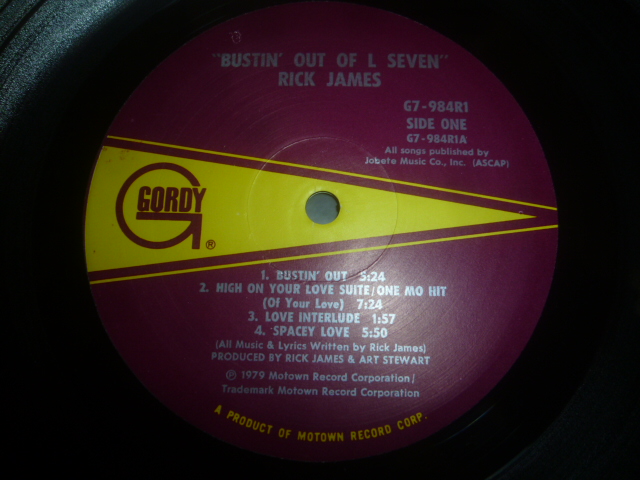 "BUSTIN' OUT OF L SEVEN"
RICK JAMES
G7-984R1
SIDE ONE
G7-984R1A
All songs published by
Jobete Music Co., Inc. (ASCAP)
GORDY
®
1. BUSTIN' OUT 5:24
2. HIGH ON YOUR LOVE SUITE/ONE MO HIT
(Of Your Love) 7:24
3. LOVE INTERLUDE 1:57
4. SPACEY LOVE 5:50
(All Music & Lyrics Written by Rick James)
PRODUCED BY RICK JAMES & ART STEWART
℗ 1979 Motown Record Corporation/
Trademark Motown Record Corporation
A PRODUCT OF MOTOWN RECORD CORP.